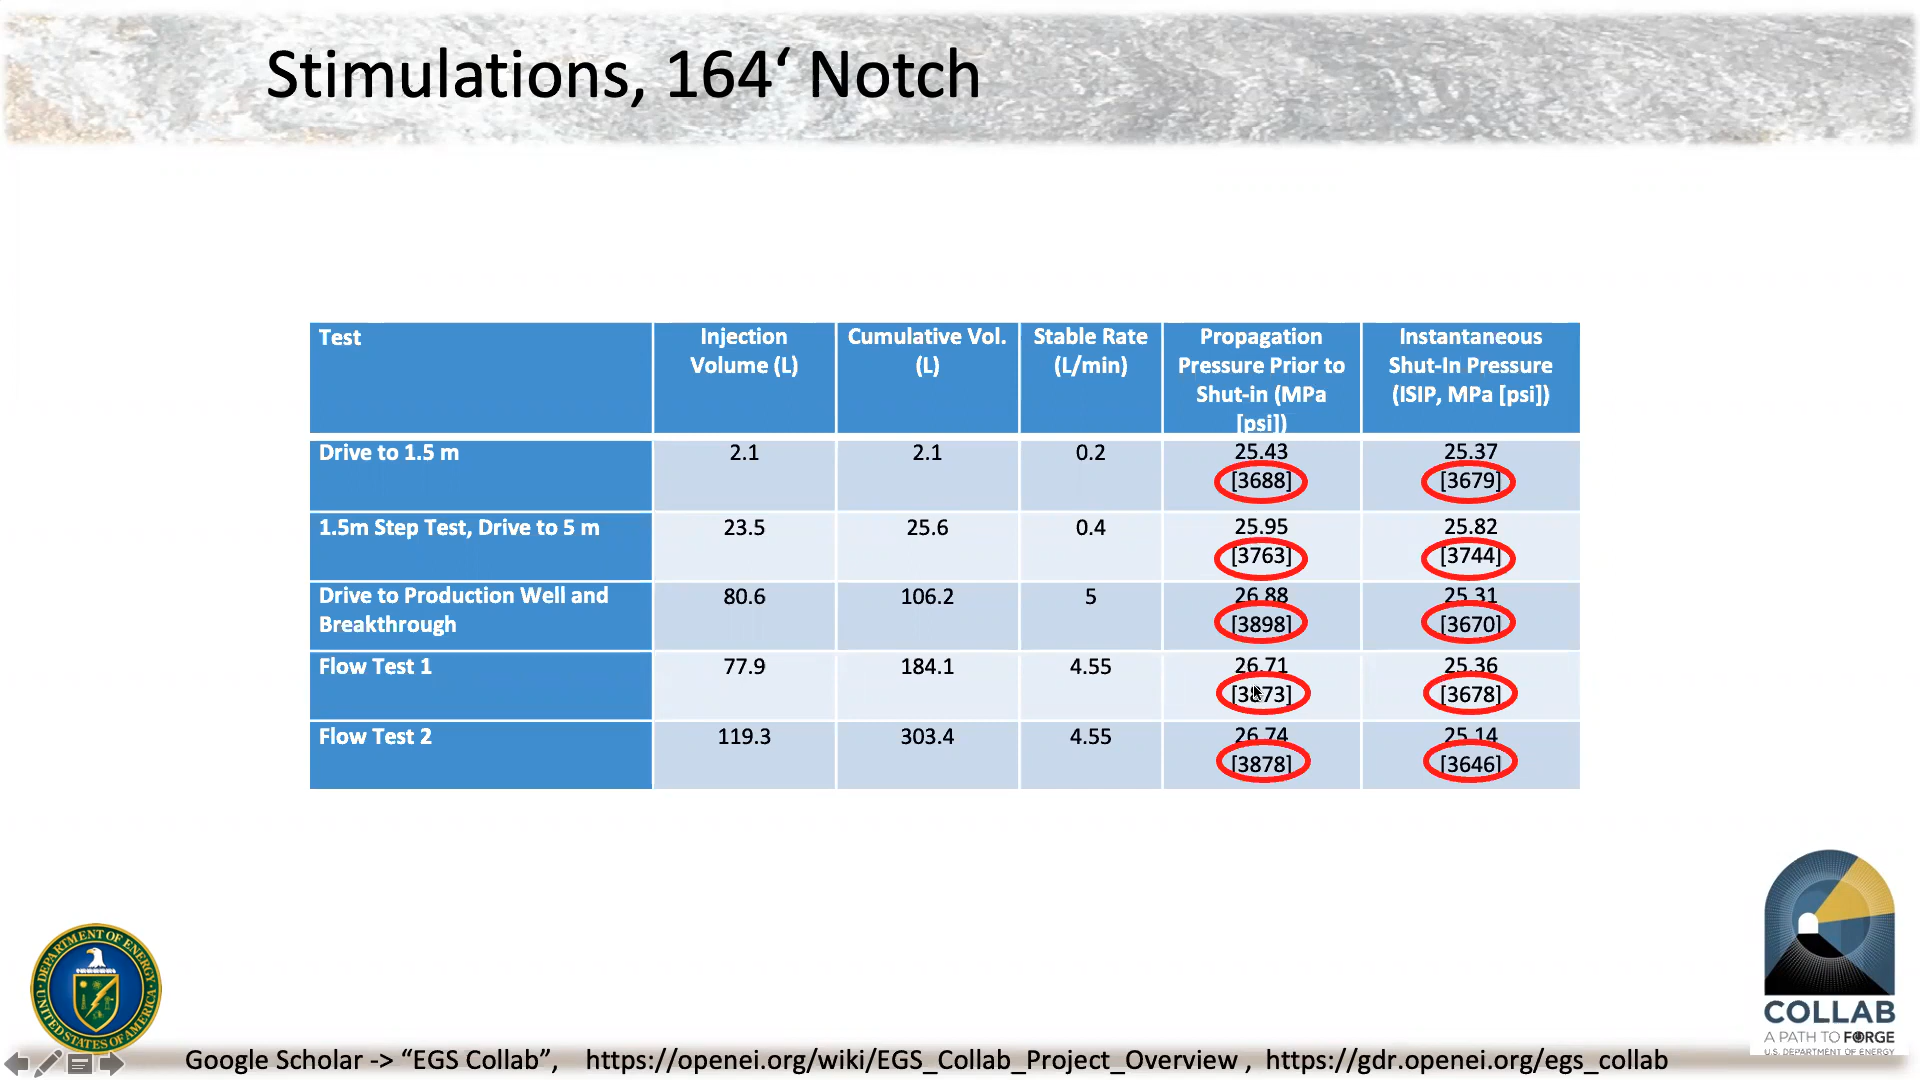 Stimulations, 164‘ Notch
Test
Injection
Volume (L)
Cumulative Vol.
(L)
Stable Rate
(L/min)
Propagation
Pressure Prior to
Shut-in (MPa
[psi])
Instantaneous
Shut-In Pressure
(ISIP, MPa [psi])
Drive to 1.5 m
2.1
2.1
0.2
25.43
[3688]
25.37
[3679]
1.5m Step Test, Drive to 5 m
23.5
25.6
0.4
25.95
[3763]
25.82
[3744]
Drive to Production Well and
Breakthrough
80.6
106.2
5
26.88
[3898]
25.31
[3670]
Flow Test 1
77.9
184.1
4.55
26.71
[3873]
25.36
[3678]
Flow Test 2
119.3
303.4
4.55
26.74
[3878]
25.14
[3646]
DEPARTMENT OF ENERGY
UNITED STATES OF AMERICA
COLLAB
A PATH TO FORGE
U.S. DEPARTMENT OF ENERGY
Google Scholar -> “EGS Collab”, https://openei.org/wiki/EGS_Collab_Project_Overview , https://gdr.openei.org/egs_collab